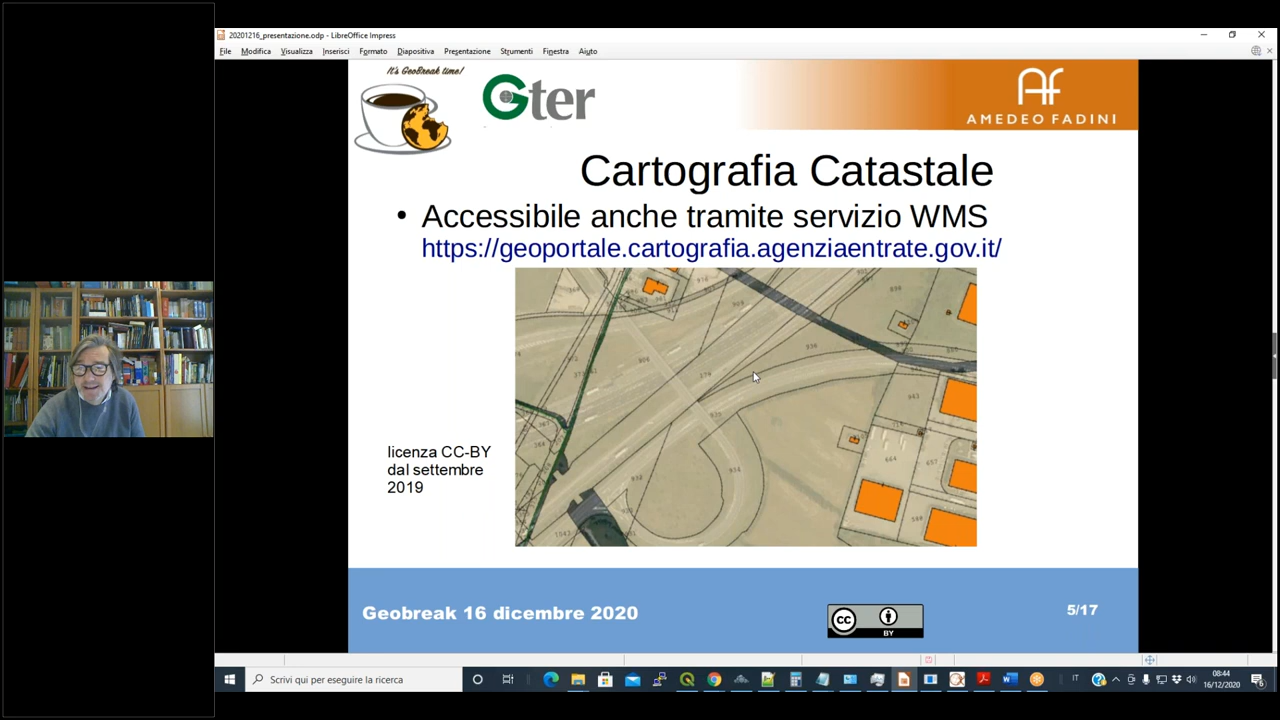 20201216_presentazione.odp - LibreOffice Impress
File Modifica Visualizza Inserisci Formato Diapositiva Presentazione Strumenti Finestra Aiuto
It's GeoBreak time!
Gter
AF
AMEDEO FADINI
Cartografia Catastale
• Accessibile anche tramite servizio WMS
https://geoportale.cartografia.agenziaentrate.gov.it/
licenza CC-BY
dal settembre
2019
Geobreak 16 dicembre 2020
cc
BY
5/17
Scrivi qui per eseguire la ricerca
IT
08:44
16/12/2020